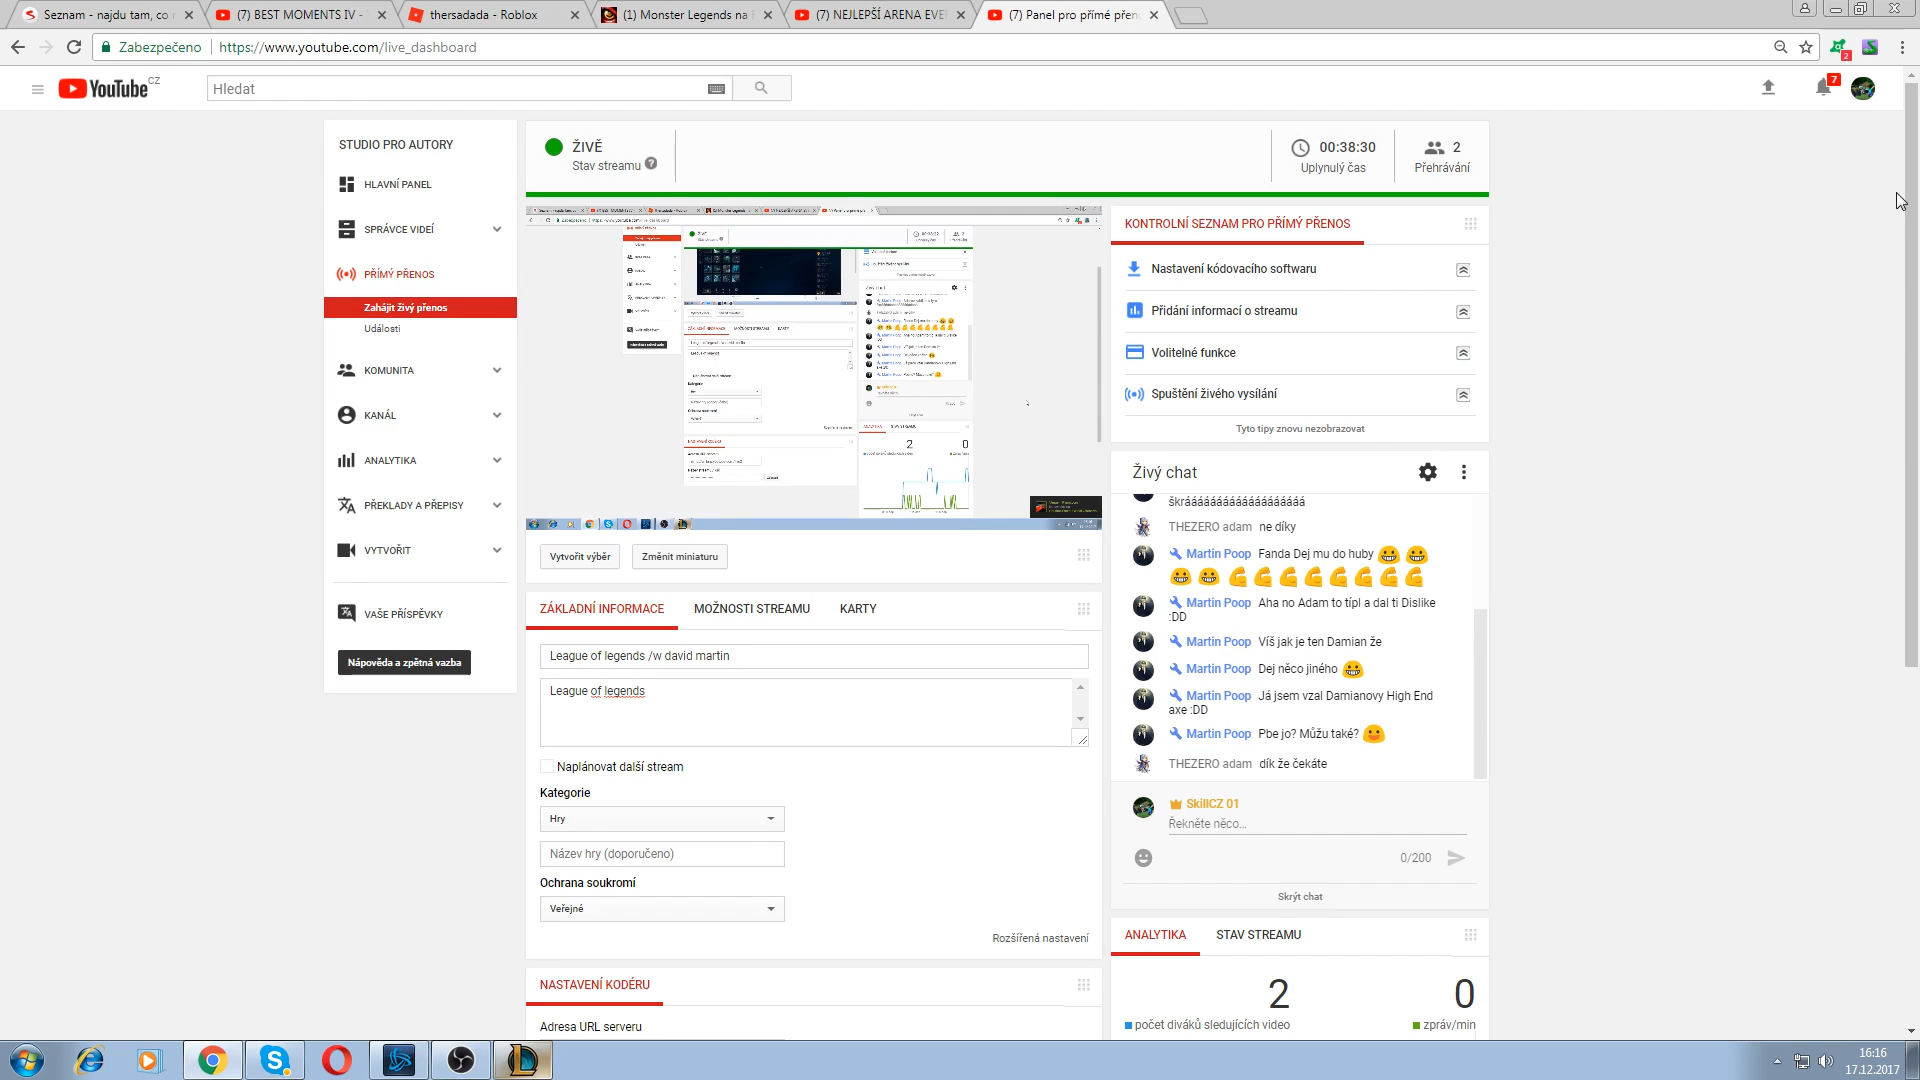 Seznam - najdu tam, co n
(7) BEST MOMENTS IV -
thersadada - Roblox
(1) Monster Legends na F
(7) NEJLEPŠÍ ARENA EVE
(7) Panel pro přímé přen
Zabezpečeno
https://www.youtube.com/live_dashboard
2
YouTube CZ
Hledat
7
STUDIO PRO AUTORY
HLAVNÍ PANEL
SPRÁVCE VIDEÍ
PŘÍMÝ PŘENOS
Zahájit živý přenos
Události
KOMUNITA
KANÁL
ANALYTIKA
PŘEKLADY A PŘEPISY
VYTVOŘIT
VAŠE PŘÍSPĚVKY
Nápověda a zpětná vazba
ŽIVĚ
Stav streamu
00:38:30
Uplynulý čas
2
Přehrávání
Vytvořit výběr
Změnit miniaturu
ZÁKLADNÍ INFORMACE
MOŽNOSTI STREAMU
KARTY
League of legends /w david martin
League of legends
Naplánovat další stream
Kategorie
Hry
Název hry (doporučeno)
Ochrana soukromí
Veřejné
Rozšířená nastavení
NASTAVENÍ KODÉRU
Adresa URL serveru
KONTROLNÍ SEZNAM PRO PŘÍMÝ PŘENOS
Nastavení kódovacího softwaru
Přidání informací o streamu
Volitelné funkce
Spuštění živého vysílání
Tyto tipy znovu nezobrazovat
Živý chat
škrááááááááááááááááááá
THEZERO adam ne díky
Martin Poop Fanda Dej mu do huby
Martin Poop Aha no Adam to típl a dal ti Dislike
:DD
Martin Poop Víš jak je ten Damian že
Martin Poop Dej něco jiného
Martin Poop Já jsem vzal Damianovy High End
axe :DD
Martin Poop Pbe jo? Můžu také?
THEZERO adam dík že čekáte
SkillCZ 01
Řekněte něco...
0/200
Skrýt chat
ANALYTIKA
STAV STREAMU
2
0
počet diváků sledujících video
zpráv/min
16:16
17.12.2017